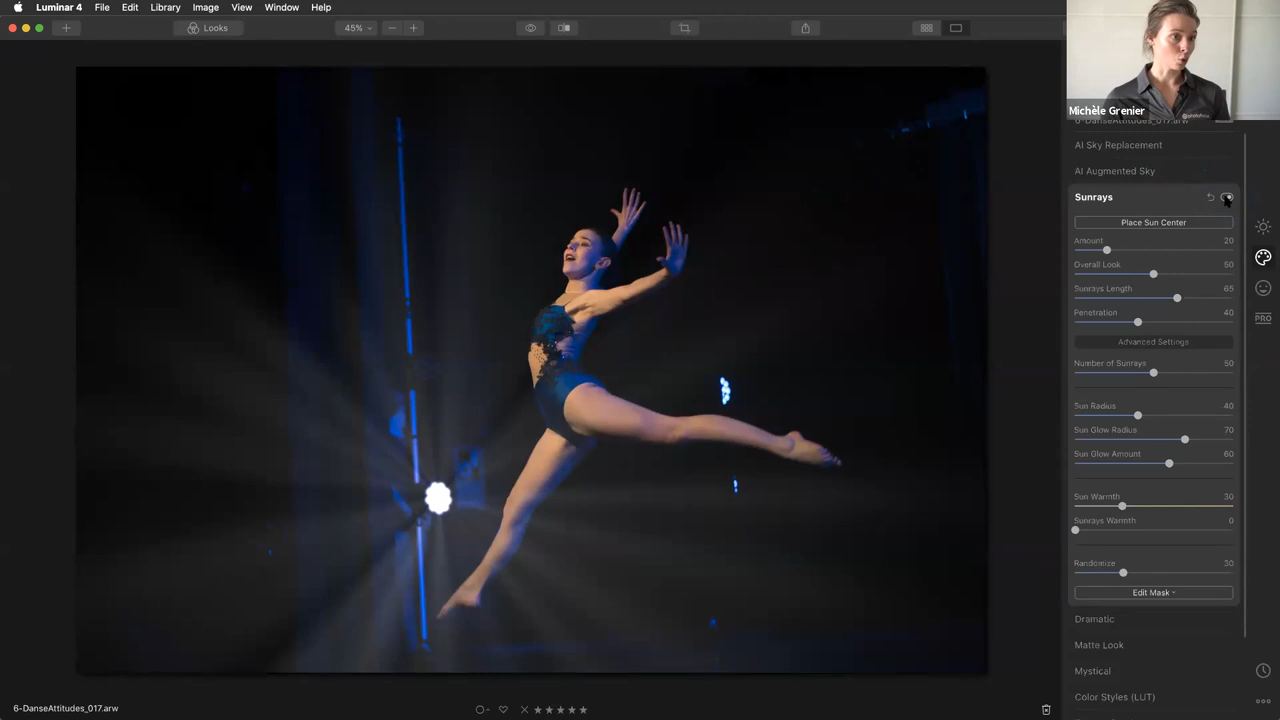 Luminar 4 File Edit Library Image View Window Help
Looks
45%
Michèle Grenier
6-DanseAttitudes_017.arw
AI Sky Replacement
AI Augmented Sky
Sunrays
Place Sun Center
Amount 20
Overall Look 50
Sunrays Length 65
Penetration 40
Advanced Settings
Number of Sunrays 50
Sun Radius 40
Sun Glow Radius 70
Sun Glow Amount 60
Sun Warmth 30
Sunrays Warmth 0
Randomize 30
Edit Mask
Dramatic
Matte Look
Mystical
Color Styles (LUT)
PRO
6-DanseAttitudes_017.arw